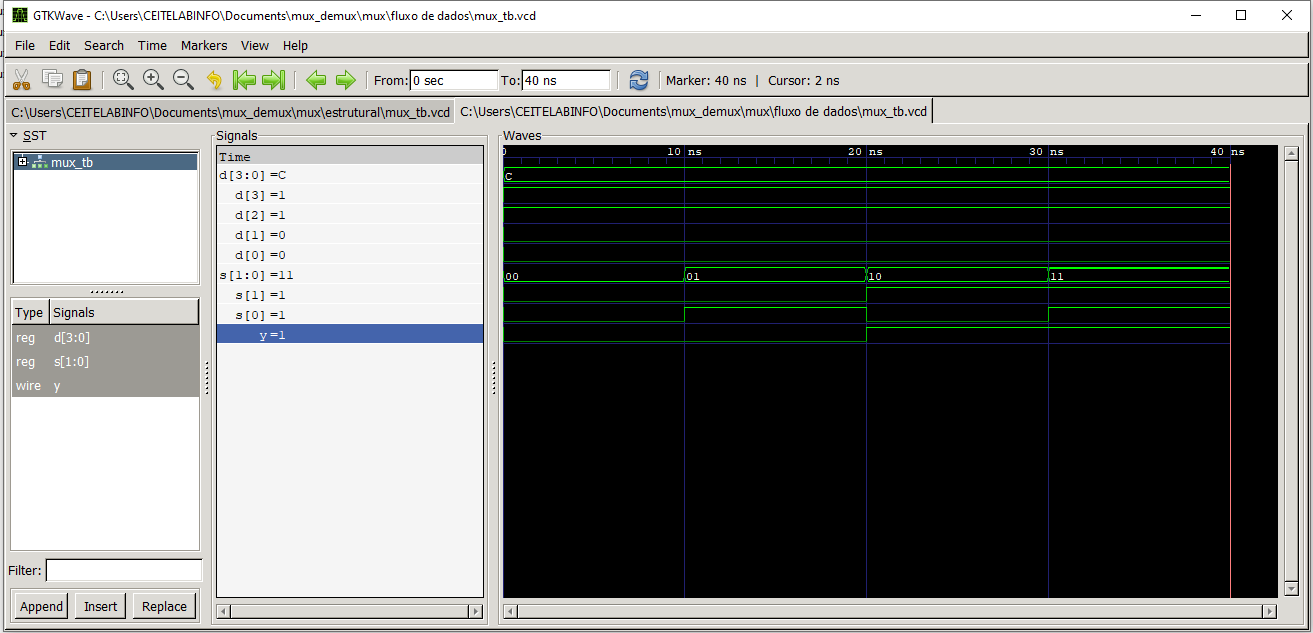 GTKWave - C:\Users\CEITELABINFO\Documents\mux_demux\mux\fluxo de dados\mux_tb.vcd
File Edit Search Time Markers View Help
From: 0 sec To: 40 ns Marker: 40 ns | Cursor: 2 ns
C:\Users\CEITELABINFO\Documents\mux_demux\mux\estrutural\mux_tb.vcd C:\Users\CEITELABINFO\Documents\mux_demux\mux\fluxo de dados\mux_tb.vcd
SST
mux_tb
Type Signals
reg d[3:0]
reg s[1:0]
wire y
Filter:
Append Insert Replace
Signals
Time
d[3:0] =C
d[3] =1
d[2] =1
d[1] =0
d[0] =0
s[1:0] =11
s[1] =1
s[0] =1
y =1
Waves
0 10 ns 20 ns 30 ns 40 ns
C
00 01 10 11